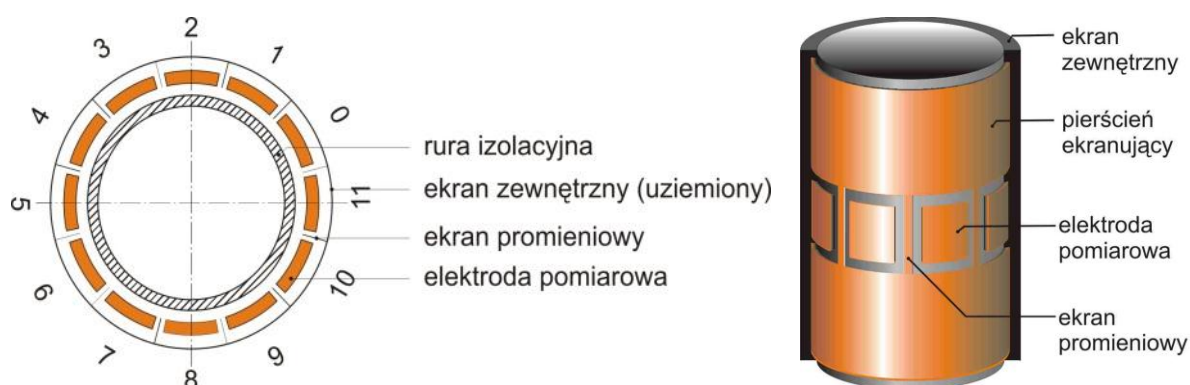 2
3
1
4
0
5
11
6
10
7
9
8
rura izolacyjna
ekran zewnętrzny (uziemiony)
ekran promieniowy
elektroda pomiarowa
ekran
zewnętrzny
pierścień
ekranujący
elektroda
pomiarowa
ekran
promieniowy